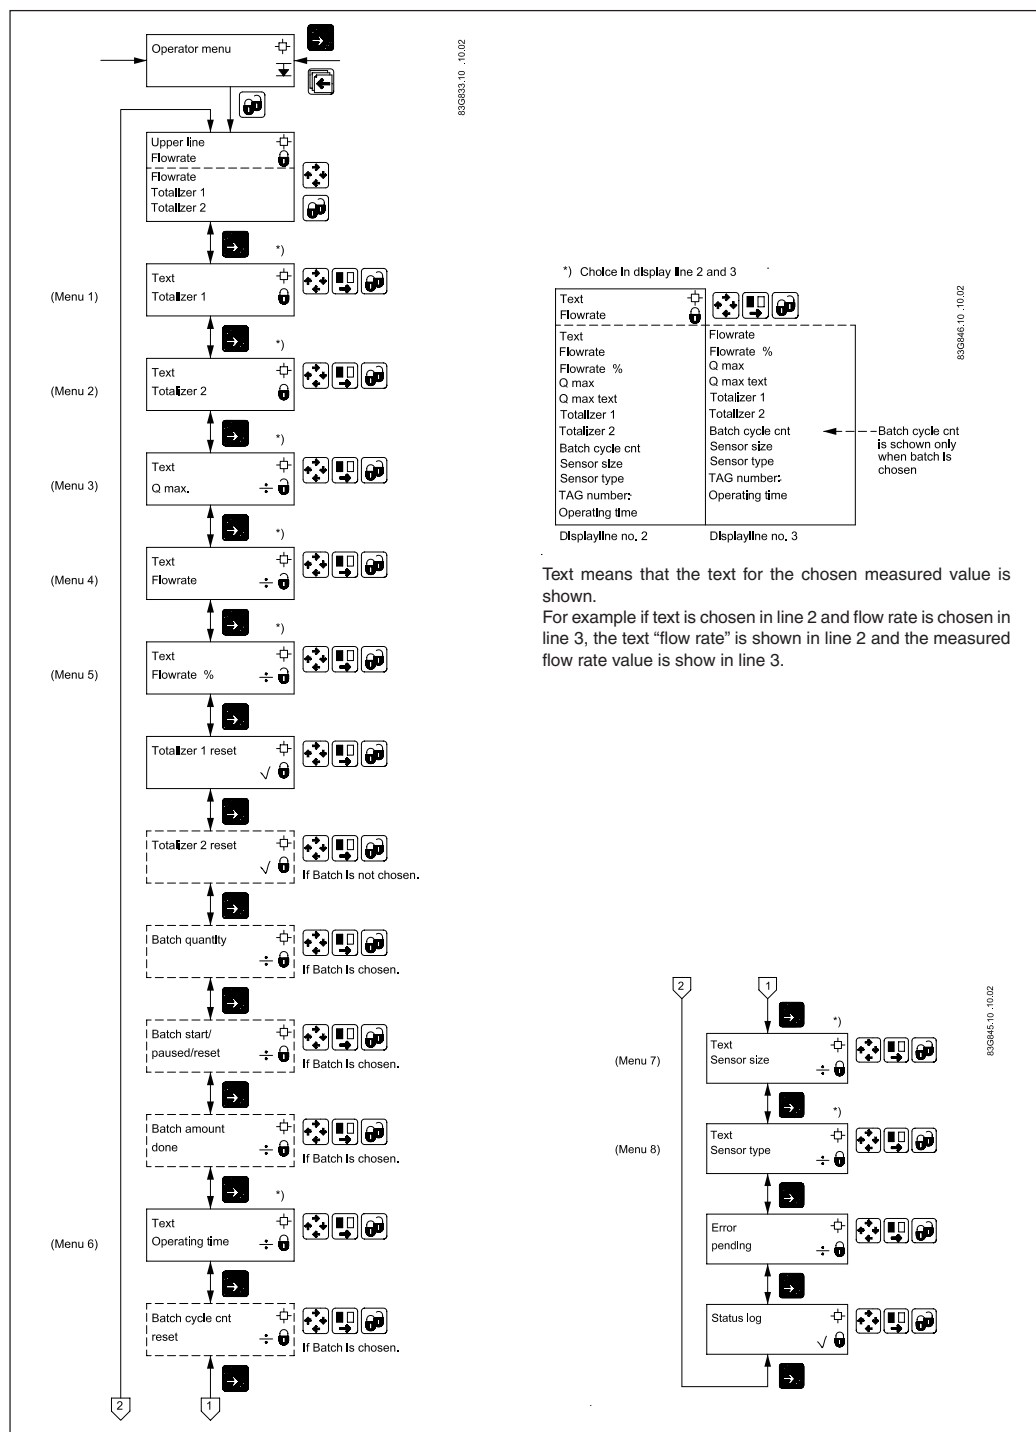 Operator menu
83G833.10 .10.02
Upper line
Flowrate
Flowrate
Totalizer 1
Totalizer 2
*)
(Menu 1)
Text
Totalizer 1
*)
(Menu 2)
Text
Totalizer 2
*)
(Menu 3)
Text
Q max.
*)
(Menu 4)
Text
Flowrate
*)
(Menu 5)
Text
Flowrate %
Totalizer 1 reset
Totalizer 2 reset
If Batch is not chosen.
Batch quantity
If Batch is chosen.
Batch start/
paused/reset
If Batch is chosen.
Batch amount
done
If Batch is chosen.
*)
(Menu 6)
Text
Operating time
Batch cycle cnt
reset
If Batch is chosen.
2
1
*) Choice in display line 2 and 3
83G846.10 .10.02
Text
Flowrate
Text
Flowrate
Flowrate %
Q max
Q max text
Totalizer 1
Totalizer 2
Batch cycle cnt
Sensor size
Sensor type
TAG number:
Operating time
Displayline no. 2
Flowrate
Flowrate %
Q max
Q max text
Totalizer 1
Totalizer 2
Batch cycle cnt
Sensor size
Sensor type
TAG number:
Operating time
Displayline no. 3
Batch cycle cnt
is schown only
when batch is
chosen
Text means that the text for the chosen measured value is
shown.
For example if text is chosen in line 2 and flow rate is chosen in
line 3, the text “flow rate” is shown in line 2 and the measured
flow rate value is show in line 3.
2
1
83G845.10 .10.02
*)
(Menu 7)
Text
Sensor size
*)
(Menu 8)
Text
Sensor type
Error
pending
Status log